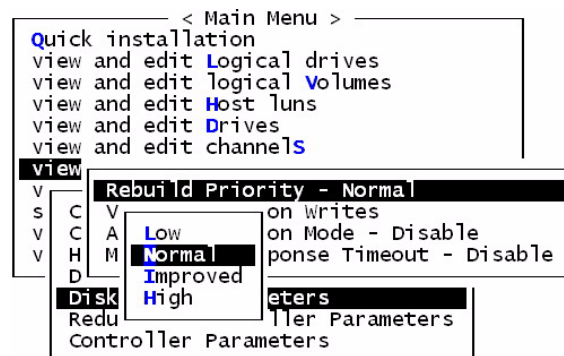 < Main Menu >
Quick installation
view and edit Logical drives
view and edit logical Volumes
view and edit Host luns
view and edit Drives
view and edit channelS
view
v Rebuild Priority - Normal
s C V on Writes
v C A Low on Mode - Disable
v H M Normal ponse Timeout - Disable
D Improved
Disk High eters
Redu ller Parameters
Controller Parameters